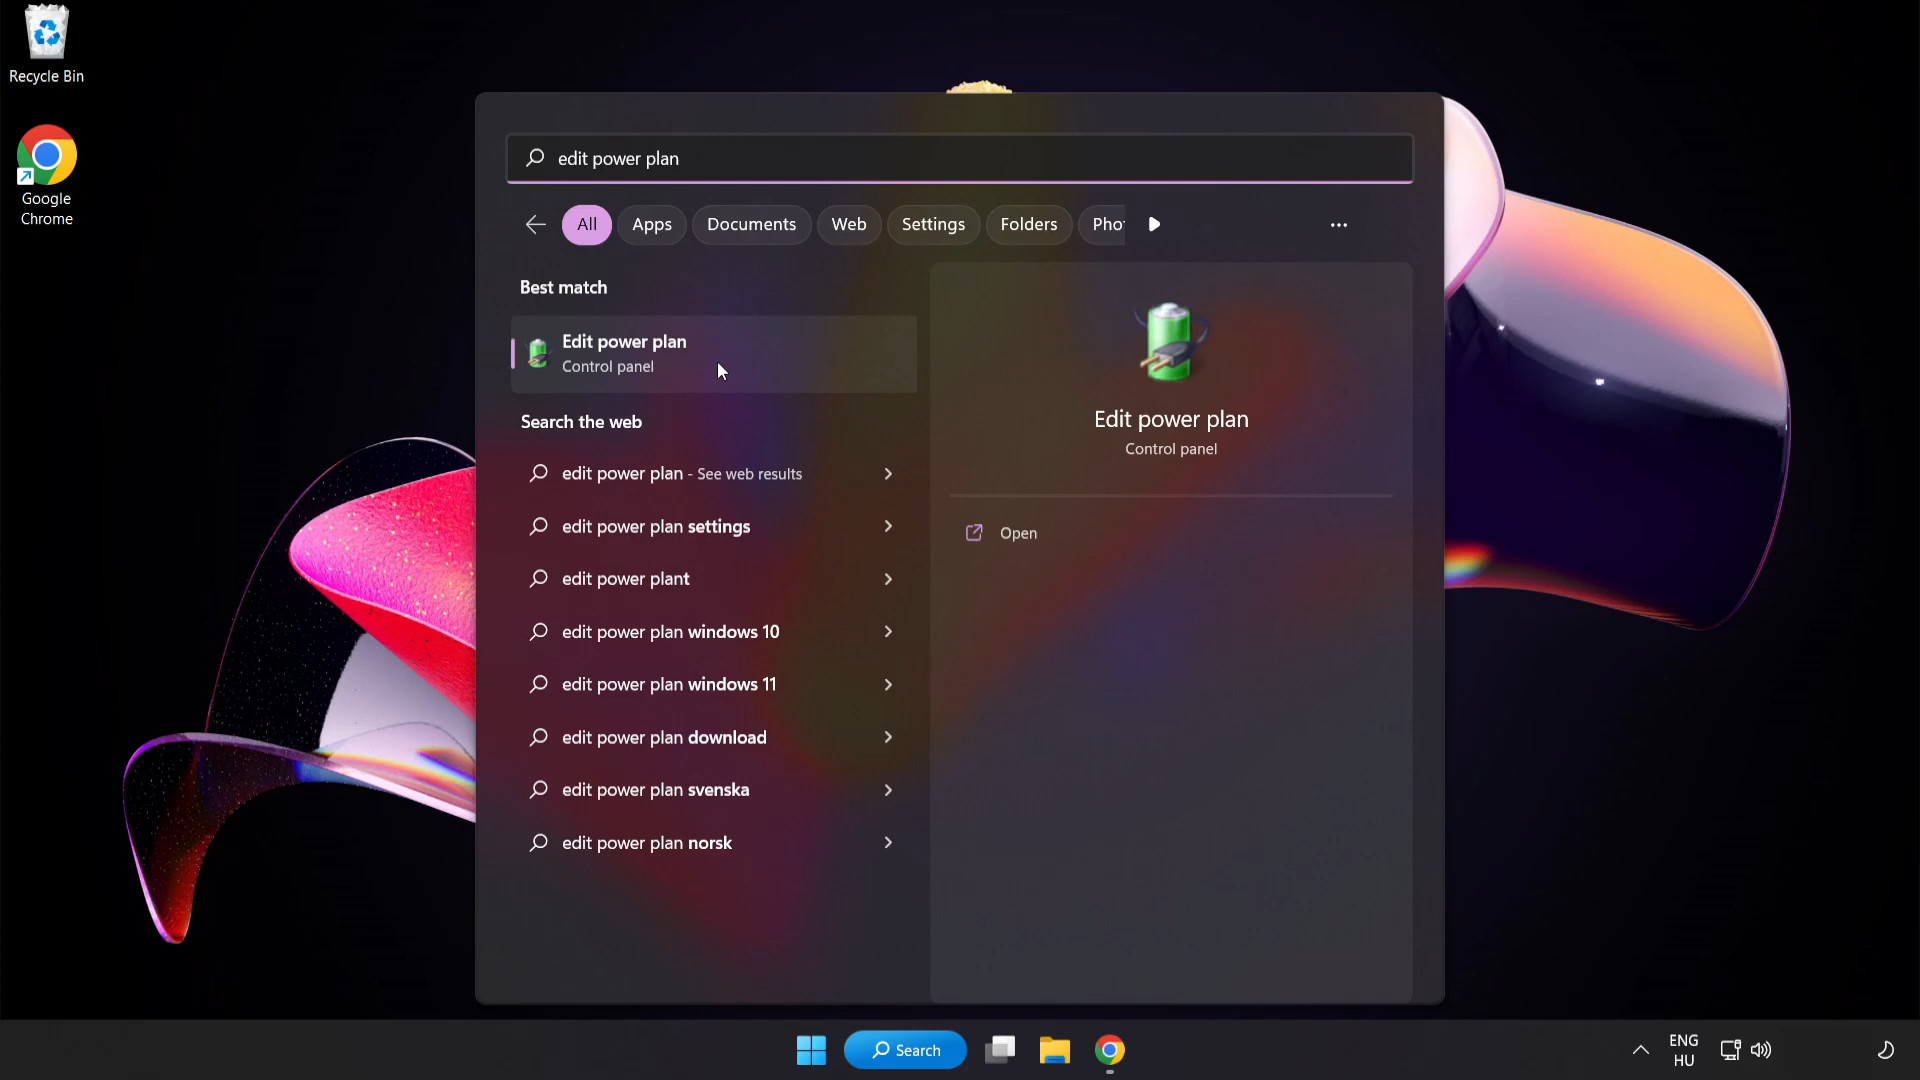 Recycle Bin
Google
Chrome
edit power plan
All
Apps
Documents
Web
Settings
Folders
Best match
Edit power plan
Control panel
Search the web
edit power plan - See web results
edit power plan settings
edit power plant
edit power plan windows 10
edit power plan windows 11
edit power plan download
edit power plan svenska
edit power plan norsk
Edit power plan
Control panel
Open
Search
ENG
HU